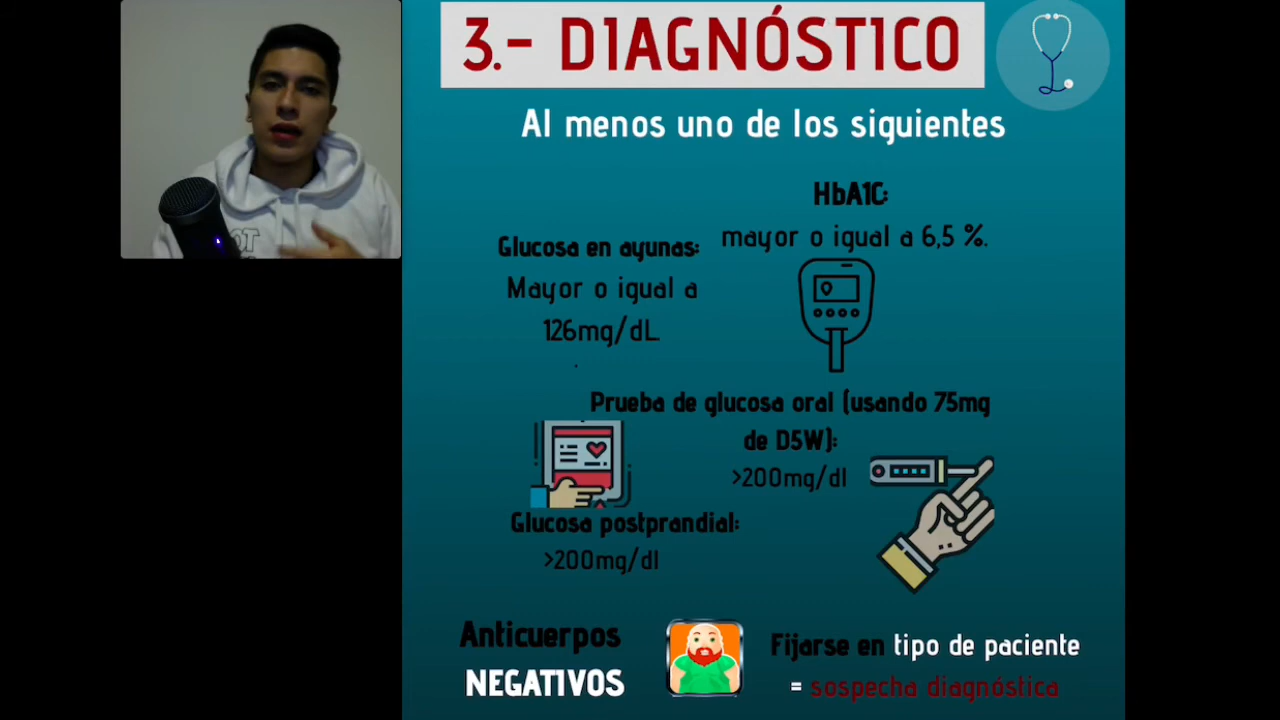 3.- DIAGNÓSTICO
Al menos uno de los siguientes
HbA1C:
mayor o igual a 6,5 %.
Glucosa en ayunas:
Mayor o igual a
126mg/dL.
Prueba de glucosa oral (usando 75mg
de D5W):
>200mg/dl
Glucosa postprandial:
>200mg/dl
Anticuerpos
NEGATIVOS
Fijarse en tipo de paciente
= sospecha diagnóstica